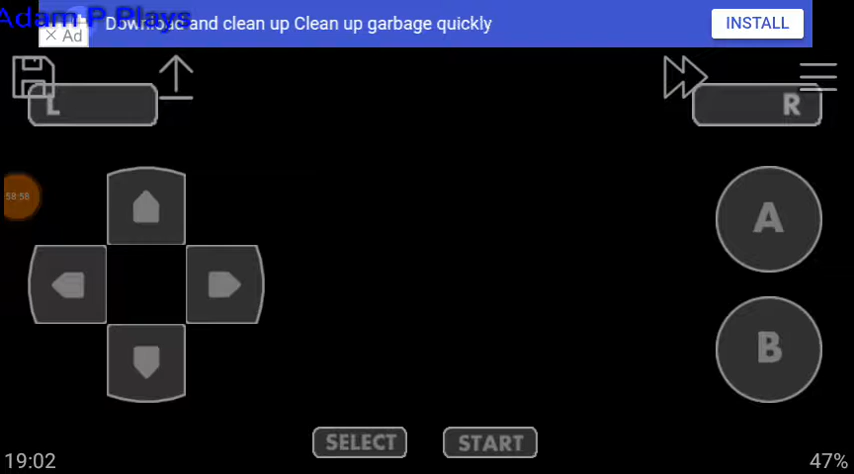 Adam P Plays
Download and clean up Clean up garbage quickly
INSTALL
Ad
L
R
58:58
A
B
SELECT
START
19:02
47%